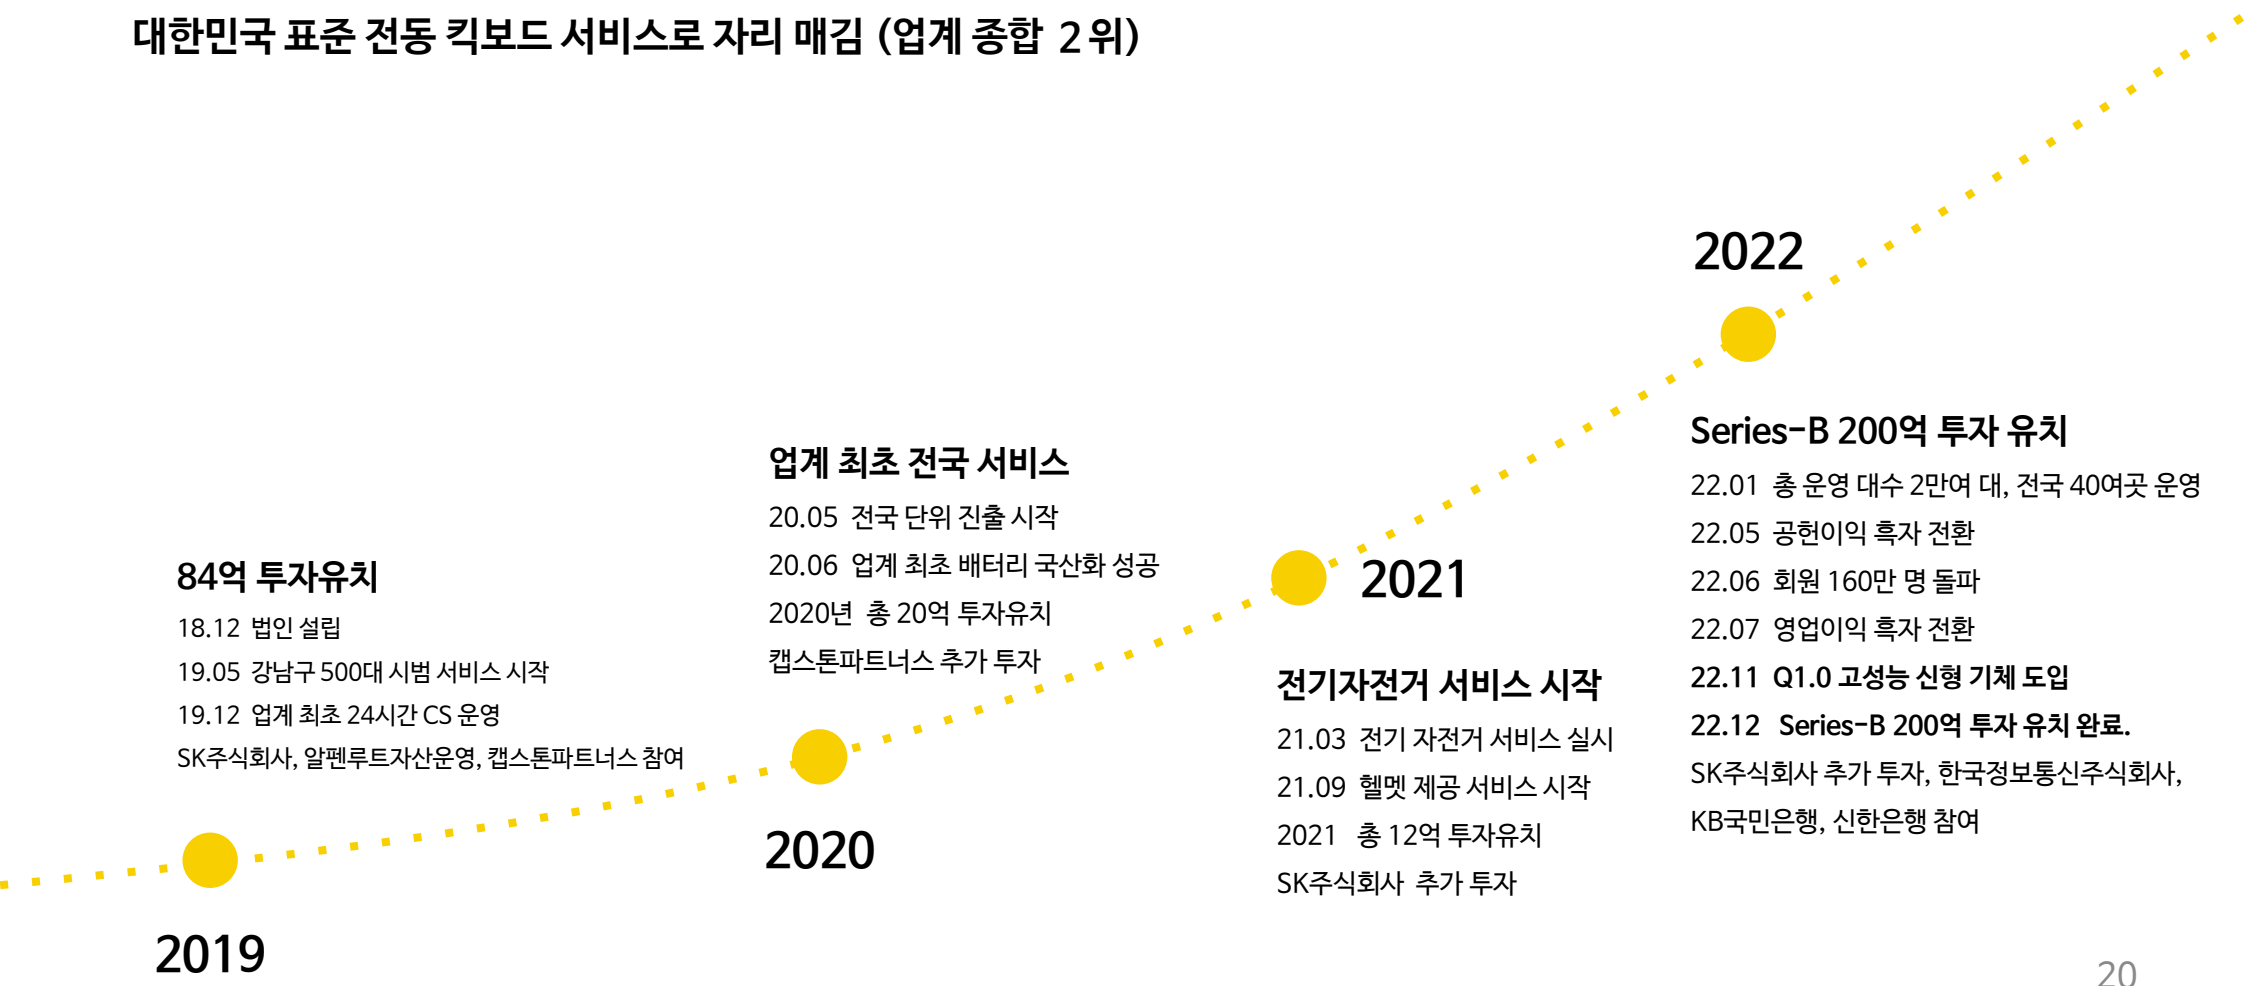 대한민국 표준 전동 킥보드 서비스로 자리 매김 (업계 종합 2위)
84억 투자유치
18.12 법인 설립
19.05 강남구 500대 시범 서비스 시작
19.12 업계 최초 24시간 CS 운영
SK주식회사, 알펜루트자산운영, 캡스톤파트너스 참여
2019
업계 최초 전국 서비스
20.05 전국 단위 진출 시작
20.06 업계 최초 배터리 국산화 성공
2020년 총 20억 투자유치
캡스톤파트너스 추가 투자
2020
2021
전기자전거 서비스 시작
21.03 전기 자전거 서비스 실시
21.09 헬멧 제공 서비스 시작
2021 총 12억 투자유치
SK주식회사 추가 투자
2022
Series-B 200억 투자 유치
22.01 총 운영 대수 2만여 대, 전국 40여곳 운영
22.05 공헌이익 흑자 전환
22.06 회원 160만 명 돌파
22.07 영업이익 흑자 전환
22.11 Q1.0 고성능 신형 기체 도입
22.12 Series-B 200억 투자 유치 완료.
SK주식회사 추가 투자, 한국정보통신주식회사,
KB국민은행, 신한은행 참여
20